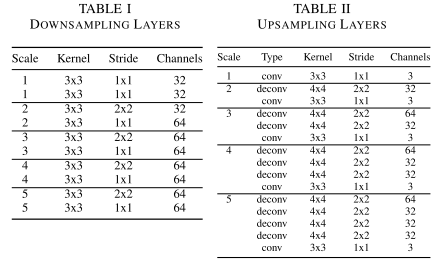 TABLE I
DOWNSAMPLING LAYERS
Scale Kernel Stride Channels
1 3x3 1x1 32
1 3x3 1x1 32
2 3x3 2x2 32
2 3x3 1x1 64
3 3x3 2x2 64
3 3x3 1x1 64
4 3x3 2x2 64
4 3x3 1x1 64
5 3x3 2x2 64
5 3x3 1x1 64
TABLE II
UPSAMPLING LAYERS
Scale Type Kernel Stride Channels
1 conv 3x3 1x1 3
2 deconv 4x4 2x2 32
conv 3x3 1x1 3
3 deconv 4x4 2x2 64
deconv 4x4 2x2 32
conv 3x3 1x1 3
4 deconv 4x4 2x2 64
deconv 4x4 2x2 32
deconv 4x4 2x2 32
conv 3x3 1x1 3
5 deconv 4x4 2x2 64
deconv 4x4 2x2 32
deconv 4x4 2x2 32
deconv 4x4 2x2 32
conv 3x3 1x1 3